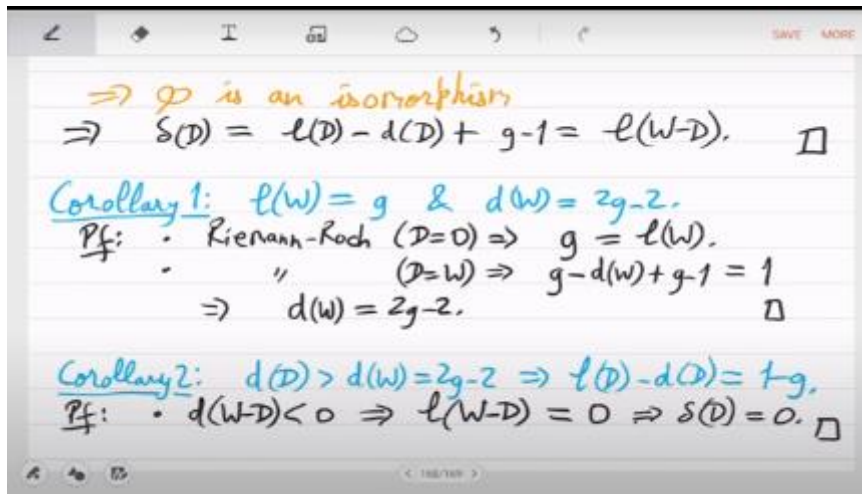 SAVE MORE
⇒ φ is an isomorphism
⇒ δ(D) = ℓ(D) - d(D) + g-1 = ℓ(W-D). □
Corollary 1: ℓ(W) = g & d(W) = 2g-2.
Pf: • Riemann-Roch (D=0) ⇒ g = ℓ(W).
• " (D=W) ⇒ g-d(W)+g-1 = 1
⇒ d(W) = 2g-2. □
Corollary 2: d(D) > d(W) = 2g-2 ⇒ ℓ(D)-d(D) = 1-g.
Pf: • d(W-D) < 0 ⇒ ℓ(W-D) = 0 ⇒ δ(D) = 0. □